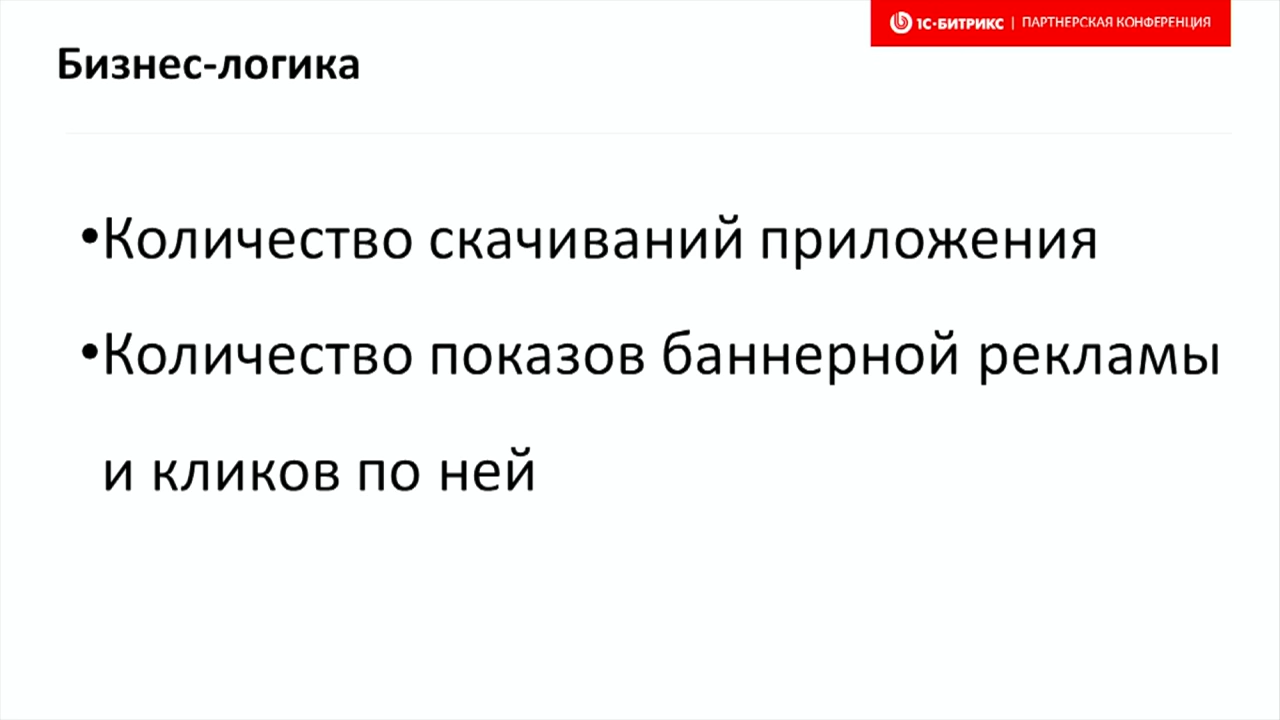 1С-БИТРИКС | ПАРТНЕРСКАЯ КОНФЕРЕНЦИЯ
Бизнес-логика
•Количество скачиваний приложения
•Количество показов баннерной рекламы
и кликов по ней